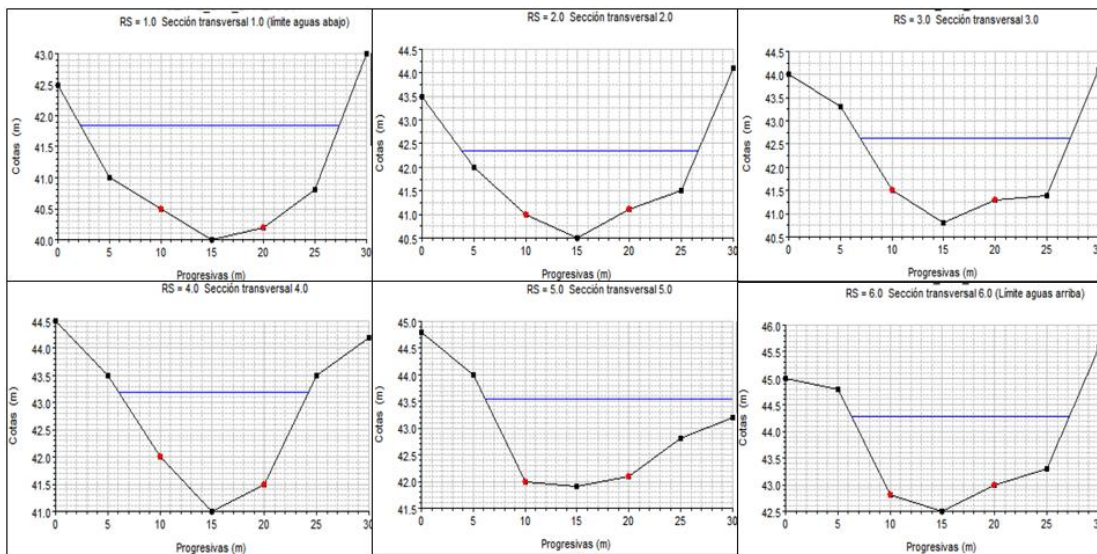 RS = 1.0 Sección transversal 1.0 (límite aguas abajo)
Cotas (m)
43.0
42.5
42.0
41.5
41.0
40.5
40.0
0 5 10 15 20 25 30
Progresivas (m)
RS = 2.0 Sección transversal 2.0
Cotas (m)
44.5
44.0
43.5
43.0
42.5
42.0
41.5
41.0
40.5
0 5 10 15 20 25 30
Progresivas (m)
RS = 3.0 Sección transversal 3.0
Cotas (m)
44.5
44.0
43.5
43.0
42.5
42.0
41.5
41.0
40.5
0 5 10 15 20 25
Progresivas (m)
RS = 4.0 Sección transversal 4.0
Cotas (m)
44.5
44.0
43.5
43.0
42.5
42.0
41.5
41.0
0 5 10 15 20 25 30
Progresivas (m)
RS = 5.0 Sección transversal 5.0
Cotas (m)
45.0
44.5
44.0
43.5
43.0
42.5
42.0
41.5
0 5 10 15 20 25 30
Progresivas (m)
RS = 6.0 Sección transversal 6.0 (Límite aguas arriba)
Cotas (m)
46.0
45.5
45.0
44.5
44.0
43.5
43.0
42.5
0 5 10 15 20 25
Progresivas (m)